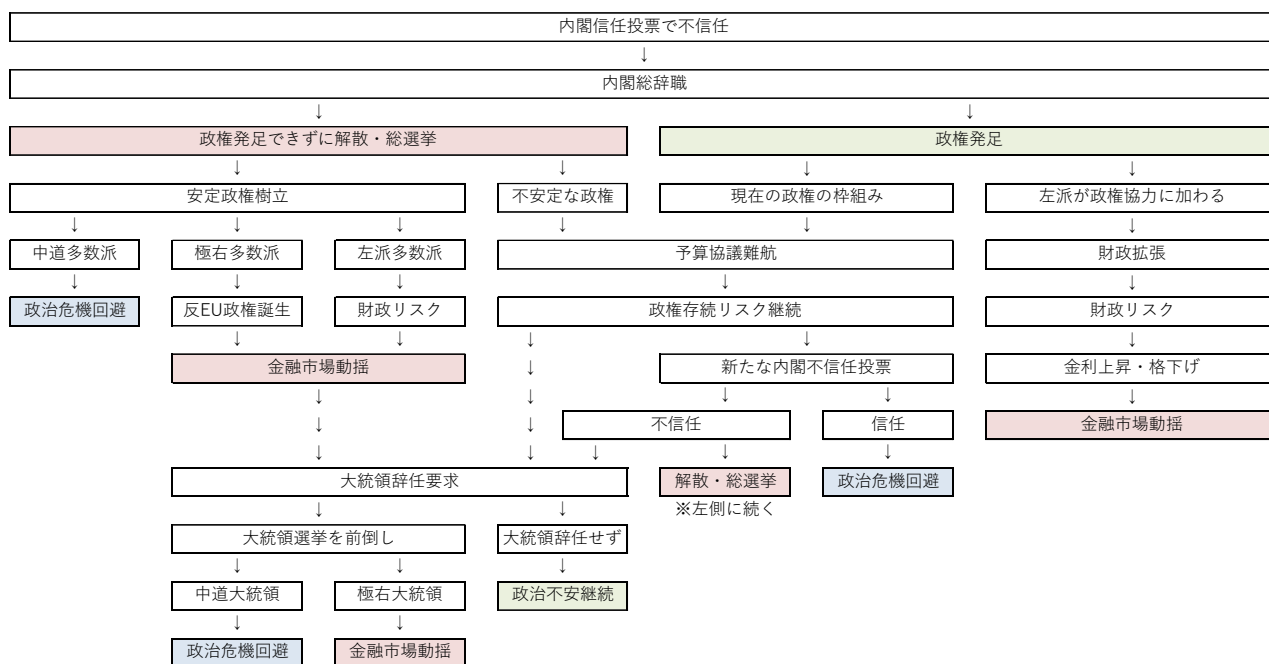 内閣信任投票で不信任
↓
内閣総辞職
↓ ↓
政権発足できずに解散・総選挙 政権発足
↓ ↓ ↓ ↓
安定政権樹立 不安定な政権 現在の政権の枠組み 左派が政権協力に加わる
↓ ↓ ↓ ↓ ↓ ↓
中道多数派 極右多数派 左派多数派 予算協議難航 財政拡張
↓ ↓ ↓ ↓ ↓
政治危機回避 反EU政権誕生 財政リスク 政権存続リスク継続 財政リスク
↓ ↓ ↓ ↓ ↓
金融市場動揺 ↓ 新たな内閣不信任投票 金利上昇・格下げ
↓ ↓ ↓ ↓ ↓
↓ ↓ 不信任 信任 金融市場動揺
↓ ↓ ↓ ↓ ↓
大統領辞任要求 解散・総選挙 政治危機回避
↓ ↓ ※左側に続く
大統領選挙を前倒し 大統領辞任せず
↓ ↓ ↓
中道大統領 極右大統領 政治不安継続
↓ ↓
政治危機回避 金融市場動揺